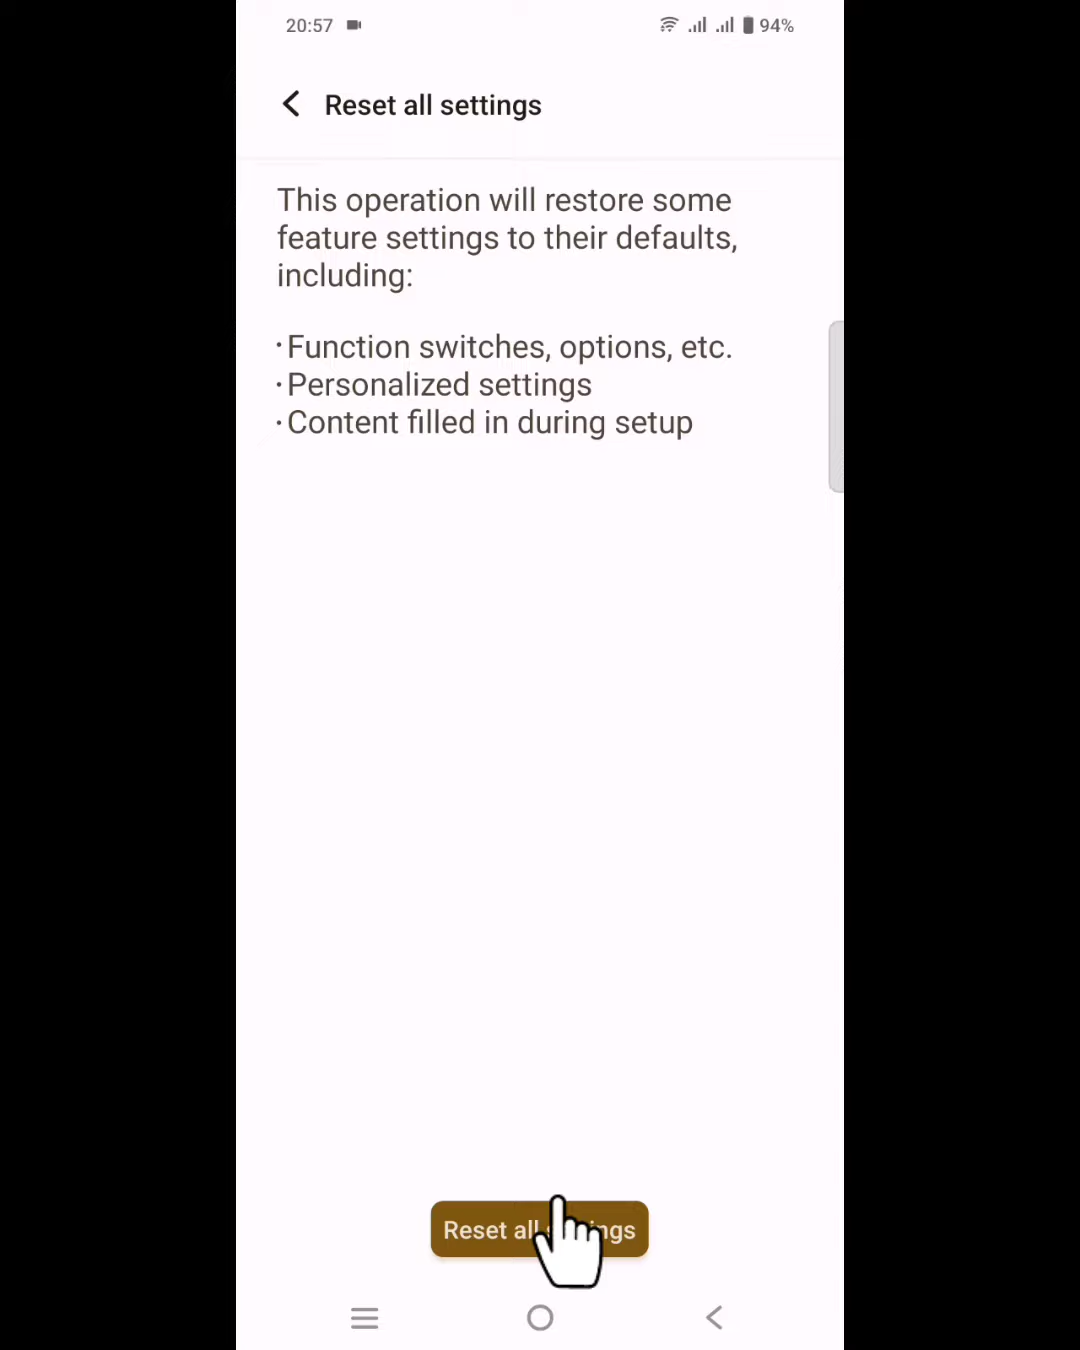 20:57 94%
Reset all settings
This operation will restore some
feature settings to their defaults,
including:
·Function switches, options, etc.
·Personalized settings
·Content filled in during setup
Reset all settings